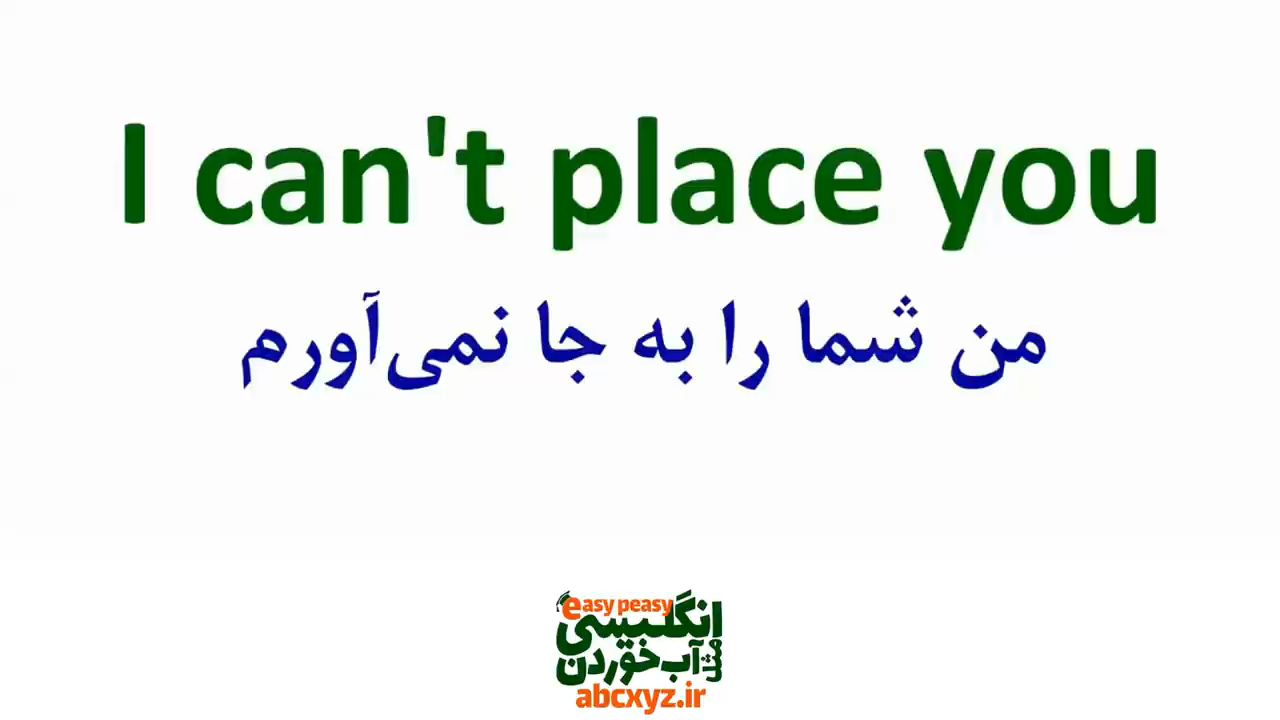 I can't place you
من شما را به جا نمی‌آورم
easy peasy
انگلیسی
مثل آب خوردن
abcxyz.ir